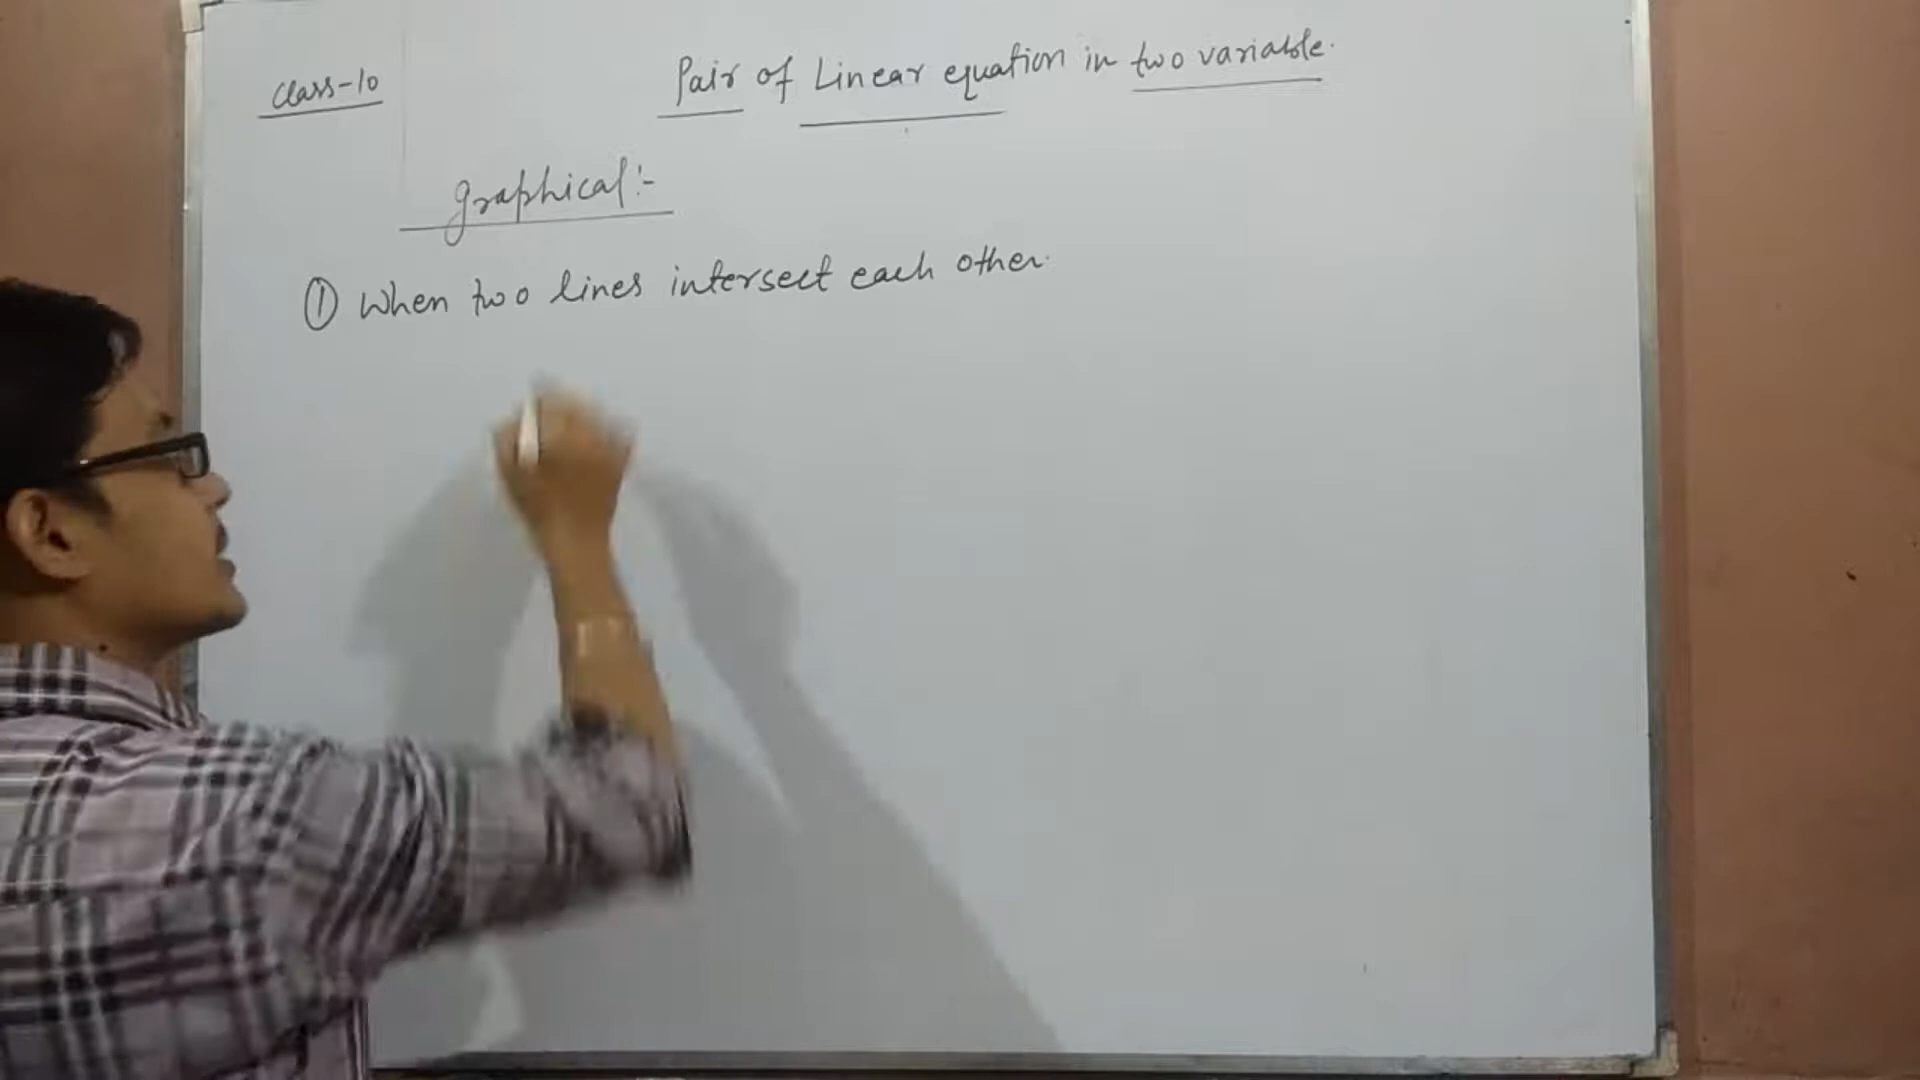 Class-10
Pair of Linear equation in two variable.
graphical:-
① When two lines intersect each other.